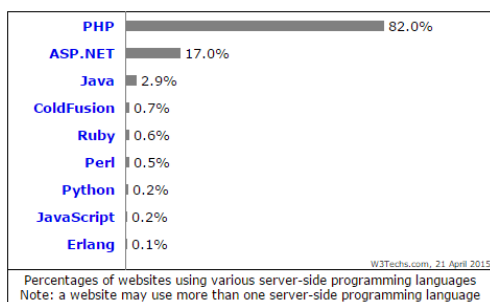 PHP 82.0%
ASP.NET 17.0%
Java 2.9%
ColdFusion 0.7%
Ruby 0.6%
Perl 0.5%
Python 0.2%
JavaScript 0.2%
Erlang 0.1%
W3Techs.com, 21 April 2015
Percentages of websites using various server-side programming languages
Note: a website may use more than one server-side programming language